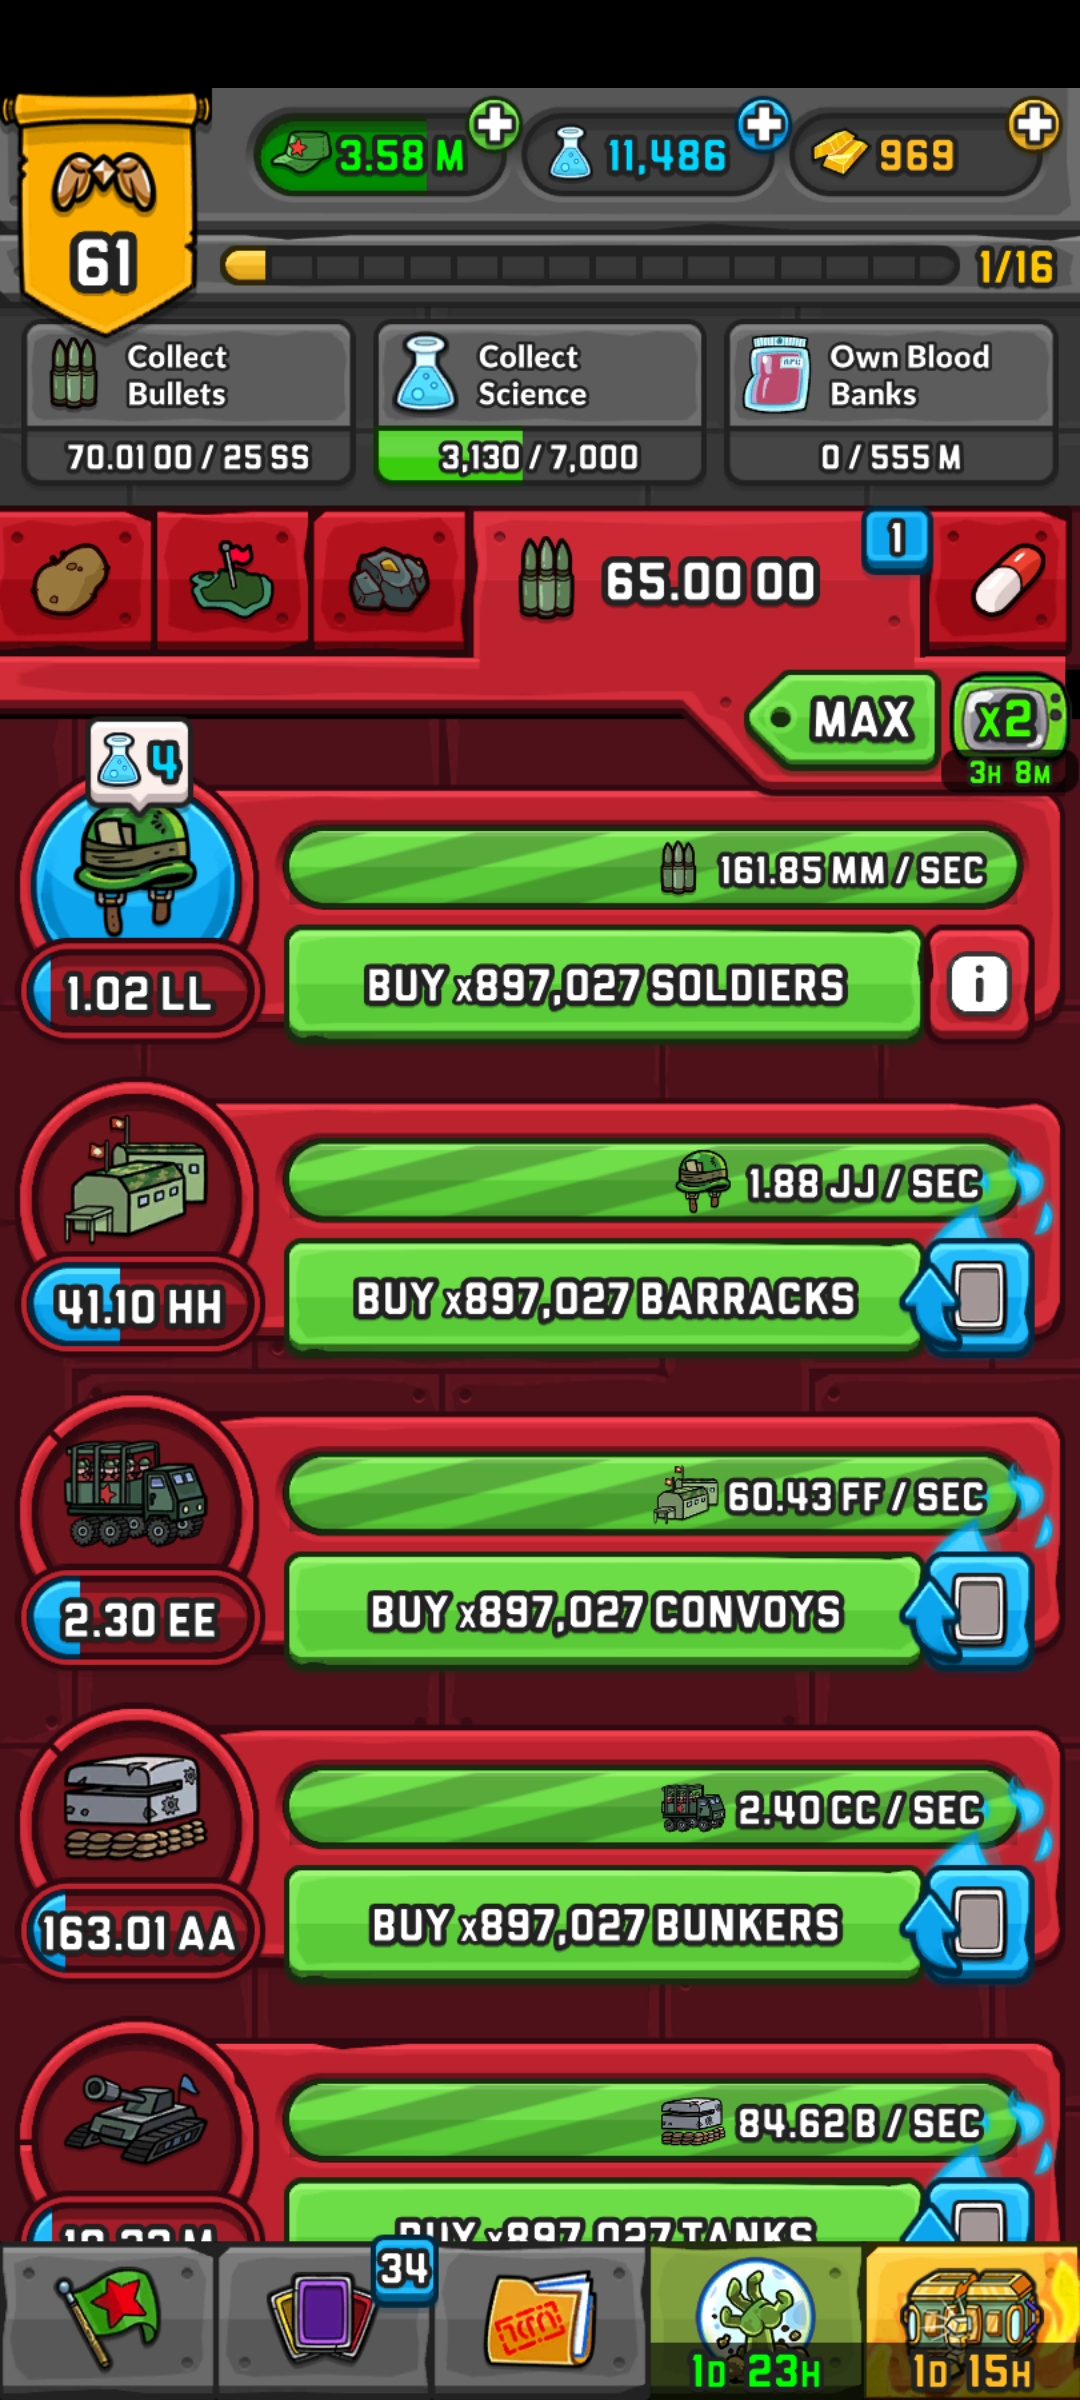 61
3.58 M
11,486
969
1/16
Collect
Bullets
70.01 OO / 25 SS
Collect
Science
3,130 / 7,000
Own Blood
Banks
0 / 555 M
65.00 OO
1
MAX
x2
3H 8M
4
161.85 MM / SEC
1.02 LL
BUY x897,027 SOLDIERS
i
1.88 JJ / SEC
41.10 HH
BUY x897,027 BARRACKS
60.43 FF / SEC
2.30 EE
BUY x897,027 CONVOYS
2.40 CC / SEC
163.01 AA
BUY x897,027 BUNKERS
84.62 B / SEC
BUY x897,027 TANKS
34
1D 23H
1D 15H